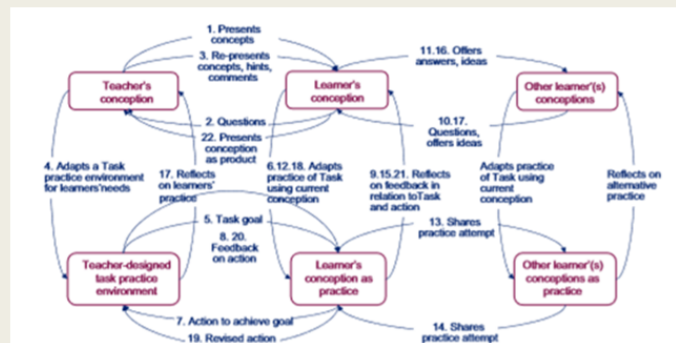 1. Presents
concepts
3. Re-presents
concepts, hints,
comments
11.16. Offers
answers, ideas
Teacher's
conception
Learner's
conception
Other learner'(s)
conceptions
2. Questions
22. Presents
conception
as product
10.17.
Questions,
offers ideas
4. Adapts a Task
practice environment
for learners'needs
17. Reflects
on learners'
practice
6.12.18. Adapts
practice of Task
using current
conception
9.15.21. Reflects
on feedback in
relation toTask
and action
Adapts practice
of Task using
current
conception
Reflects on
alternative
practice
5. Task goal
8. 20.
Feedback
on action
13. Shares
practice attempt
Teacher-designed
task practice
environment
Learner's
conception as
practice
Other learner'(s)
conceptions as
practice
7. Action to achieve goal
19. Revised action
14. Shares
practice attempt